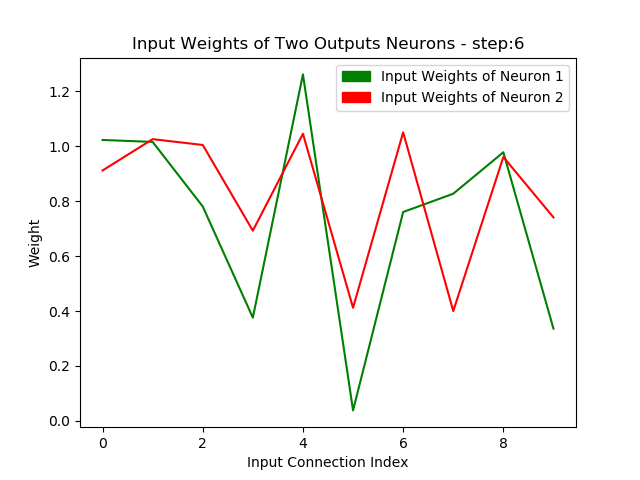 Input Weights of Two Outputs Neurons - step:6
Input Weights of Neuron 1
Input Weights of Neuron 2
Weight
1.2
1.0
0.8
0.6
0.4
0.2
0.0
0 2 4 6 8
Input Connection Index